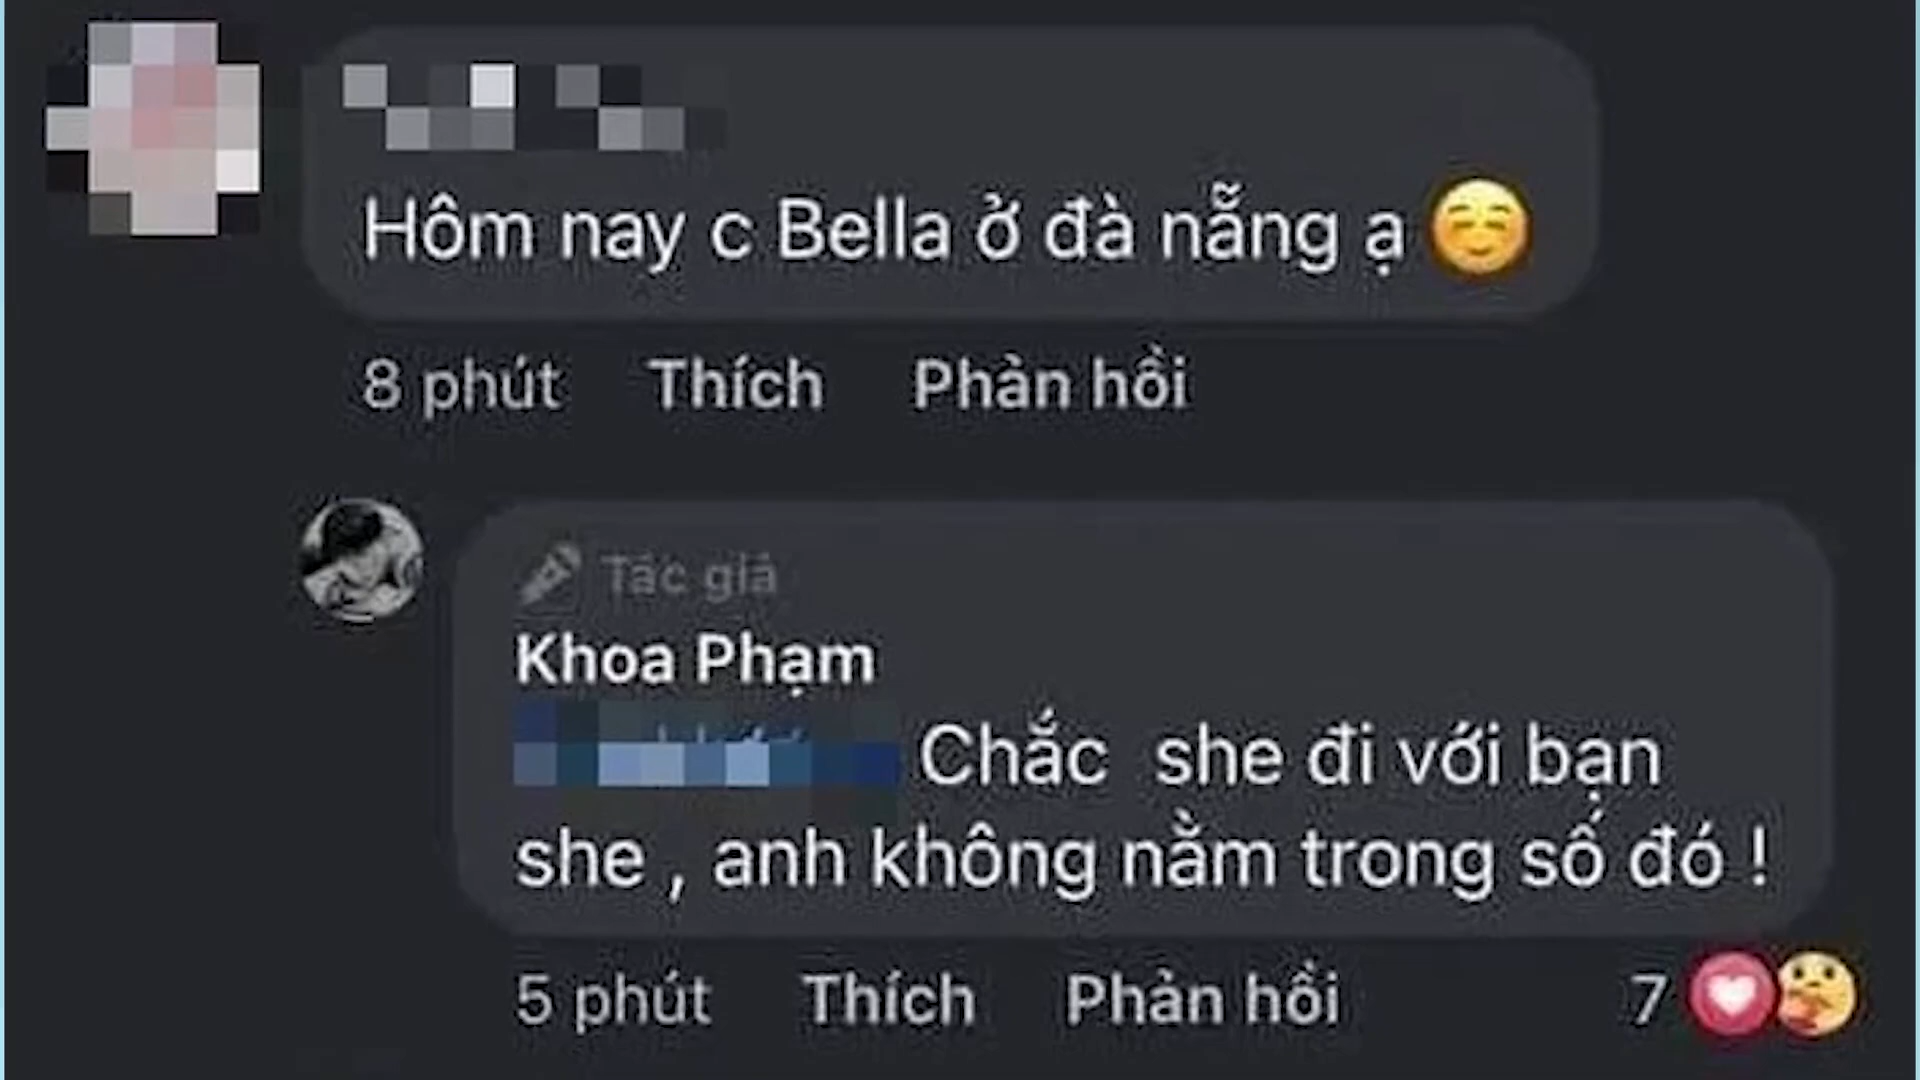 Hôm nay c Bella ở đà nẵng ạ
8 phút Thích Phản hồi
Tác giả
Khoa Phạm
Chắc she đi với bạn
she , anh không nằm trong số đó !
5 phút Thích Phản hồi 7